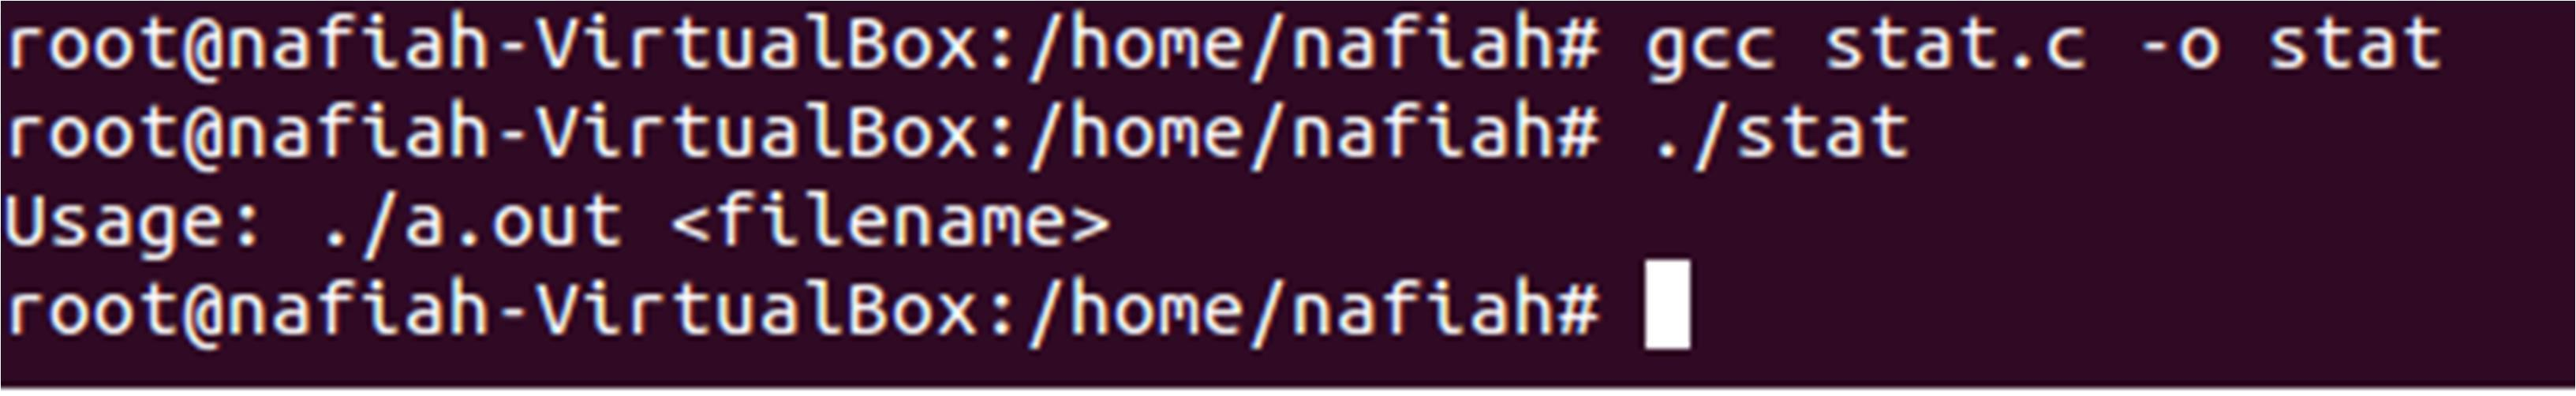 root@nafiah-VirtualBox:/home/nafiah# gcc stat.c -o stat
root@nafiah-VirtualBox:/home/nafiah# ./stat
Usage: ./a.out <filename>
root@nafiah-VirtualBox:/home/nafiah#